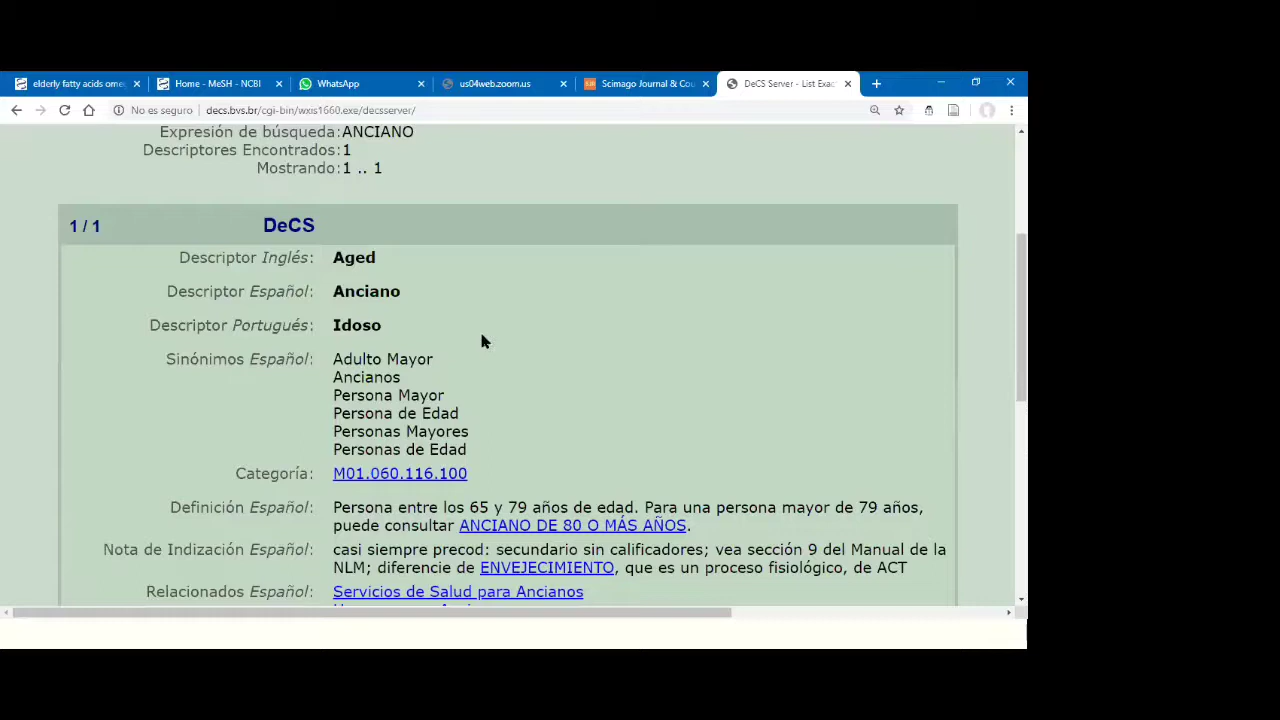 elderly fatty acids ome
Home - MeSH - NCBI
WhatsApp
us04web.zoom.us
Scimago Journal & Cou
DeCS Server - List Exac
No es seguro
decs.bvs.br/cgi-bin/wxis1660.exe/decsserver/
Expresión de búsqueda:ANCIANO
Descriptores Encontrados:1
Mostrando:1 .. 1
1 / 1 DeCS
Descriptor Inglés: Aged
Descriptor Español: Anciano
Descriptor Portugués: Idoso
Sinónimos Español: Adulto Mayor
Ancianos
Persona Mayor
Persona de Edad
Personas Mayores
Personas de Edad
Categoría: M01.060.116.100
Definición Español: Persona entre los 65 y 79 años de edad. Para una persona mayor de 79 años,
puede consultar ANCIANO DE 80 O MÁS AÑOS.
Nota de Indización Español: casi siempre precod: secundario sin calificadores; vea sección 9 del Manual de la
NLM; diferencie de ENVEJECIMIENTO, que es un proceso fisiológico, de ACT
Relacionados Español: Servicios de Salud para Ancianos